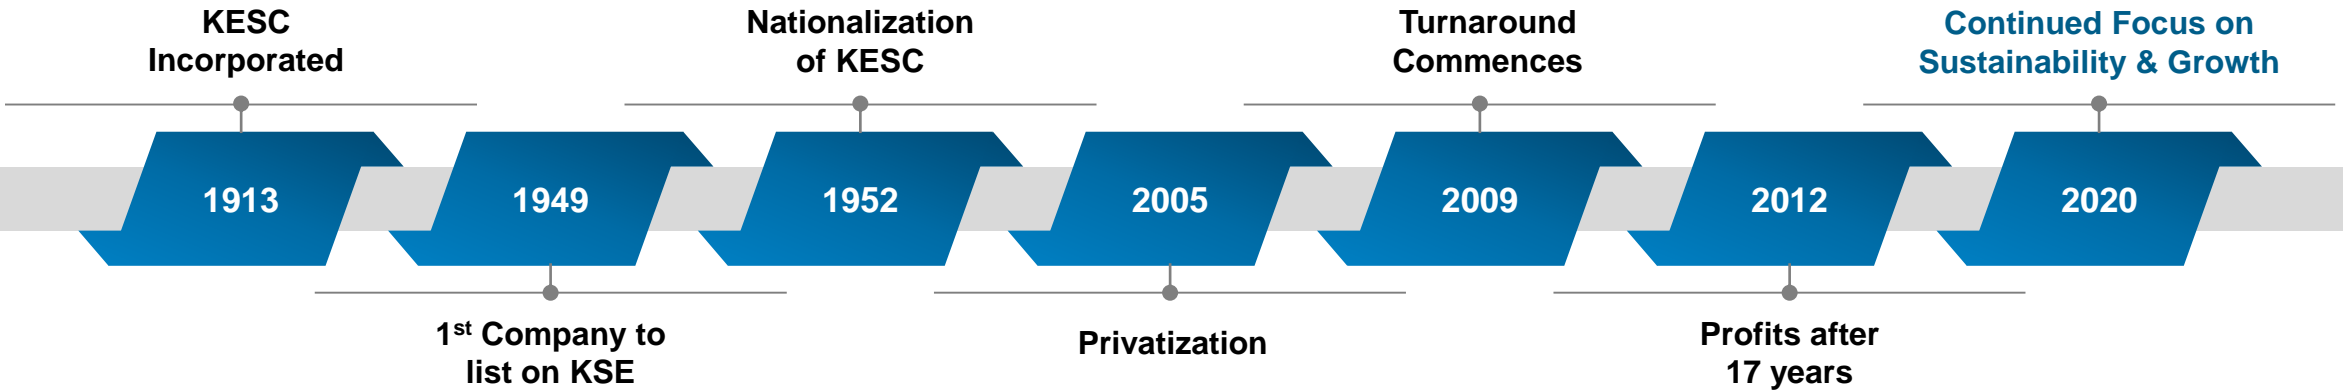 KESC
Incorporated
Nationalization
of KESC
Turnaround
Commences
Continued Focus on
Sustainability & Growth
1913
1949
1952
2005
2009
2012
2020
1st Company to
list on KSE
Privatization
Profits after
17 years